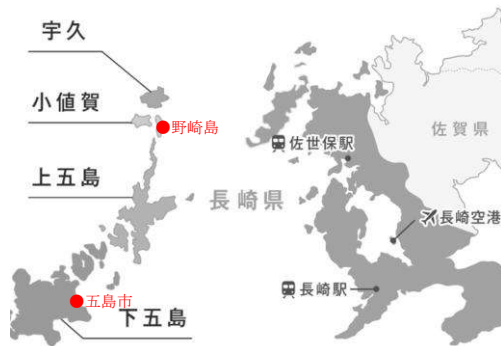 宇久
小値賀
野崎島
佐世保駅
佐賀県
上五島
長崎県
長崎空港
長崎駅
五島市
下五島